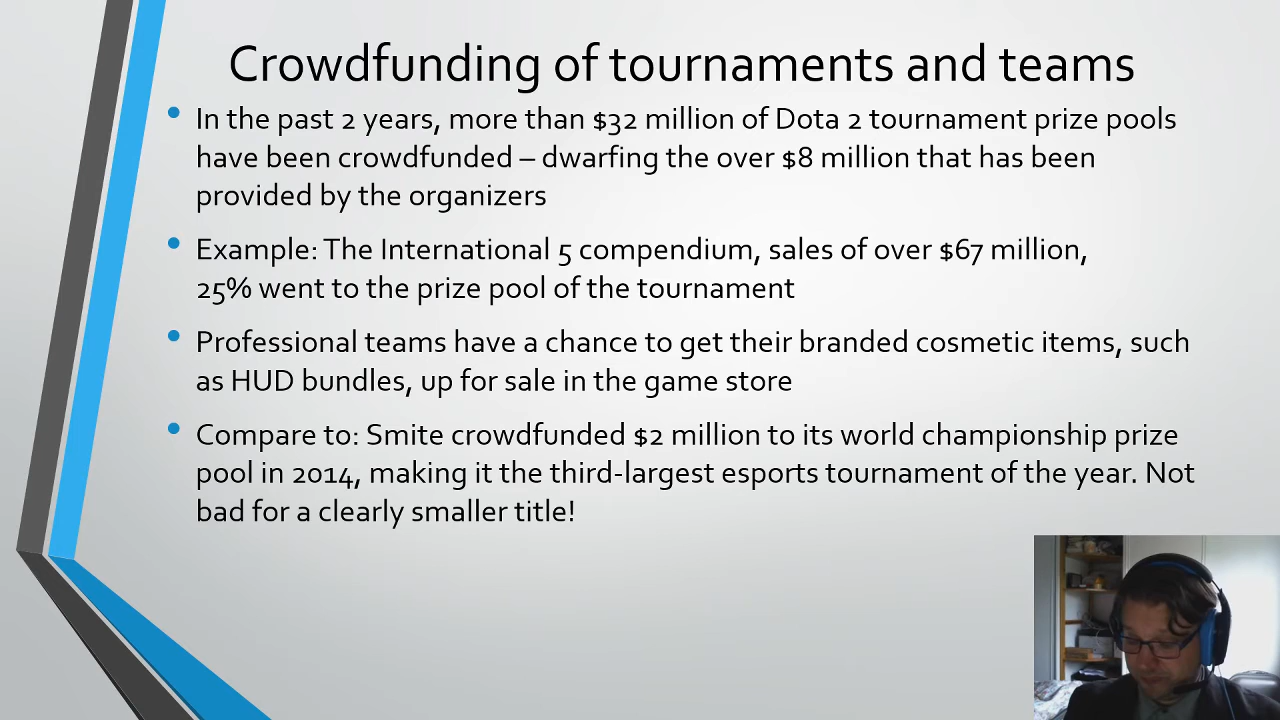 Crowdfunding of tournaments and teams
• In the past 2 years, more than $32 million of Dota 2 tournament prize pools
have been crowdfunded – dwarfing the over $8 million that has been
provided by the organizers
• Example: The International 5 compendium, sales of over $67 million,
25% went to the prize pool of the tournament
• Professional teams have a chance to get their branded cosmetic items, such
as HUD bundles, up for sale in the game store
• Compare to: Smite crowdfunded $2 million to its world championship prize
pool in 2014, making it the third-largest esports tournament of the year. Not
bad for a clearly smaller title!